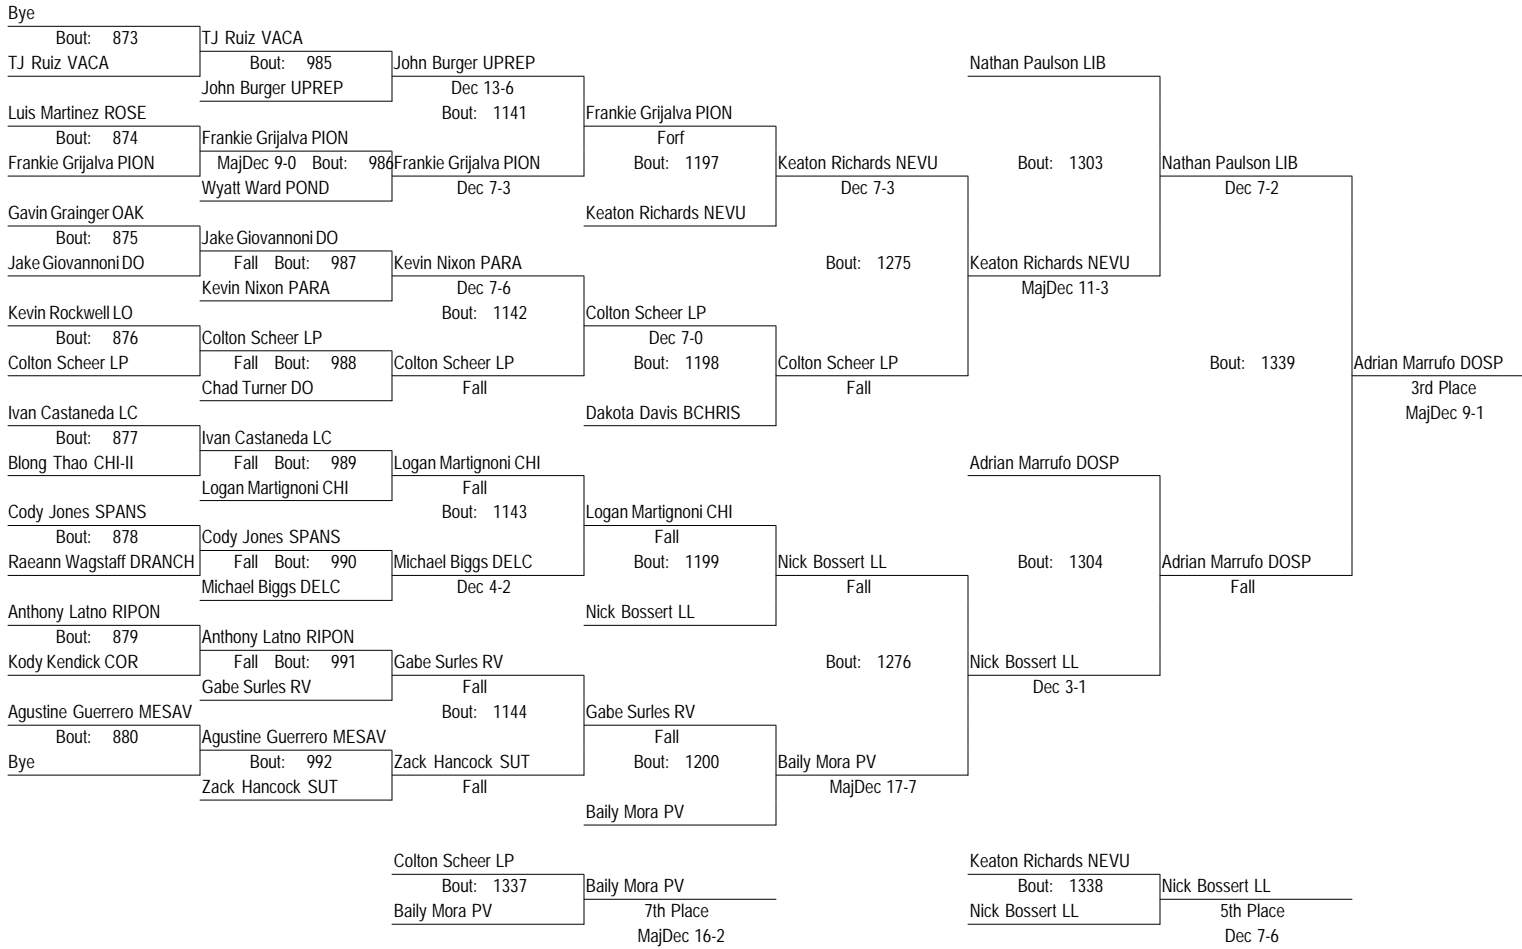 Bye
Bout: 873 TJ Ruiz VACA
TJ Ruiz VACA Bout: 985 John Burger UPREP Nathan Paulson LIB
John Burger UPREP Dec 13-6
Luis Martinez ROSE Bout: 1141 Frankie Grijalva PION
Bout: 874 Frankie Grijalva PION Forf
Frankie Grijalva PION MajDec 9-0 Bout: 986 Frankie Grijalva PION Bout: 1197 Keaton Richards NEVU Bout: 1303 Nathan Paulson LIB
Wyatt Ward POND Dec 7-3 Dec 7-3 Dec 7-2
Gavin Grainger OAK Keaton Richards NEVU
Bout: 875 Jake Giovannoni DO
Jake Giovannoni DO Fall Bout: 987 Kevin Nixon PARA Bout: 1275 Keaton Richards NEVU
Kevin Nixon PARA Dec 7-6 MajDec 11-3
Kevin Rockwell LO Bout: 1142 Colton Scheer LP
Bout: 876 Colton Scheer LP Dec 7-0
Colton Scheer LP Fall Bout: 988 Colton Scheer LP Bout: 1198 Colton Scheer LP Bout: 1339 Adrian Marrufo DOSP
Chad Turner DO Fall Fall 3rd Place
Ivan Castaneda LC Dakota Davis BCHRIS MajDec 9-1
Bout: 877 Ivan Castaneda LC
Blong Thao CHI-II Fall Bout: 989 Logan Martignoni CHI Adrian Marrufo DOSP
Logan Martignoni CHI Fall
Cody Jones SPANS Bout: 1143 Logan Martignoni CHI
Bout: 878 Cody Jones SPANS Fall
Raeann Wagstaff DRANCH Fall Bout: 990 Michael Biggs DELC Bout: 1199 Nick Bossert LL Bout: 1304 Adrian Marrufo DOSP
Michael Biggs DELC Dec 4-2 Fall Fall
Anthony Latno RIPON Nick Bossert LL
Bout: 879 Anthony Latno RIPON
Kody Kendick COR Fall Bout: 991 Gabe Surles RV Bout: 1276 Nick Bossert LL
Gabe Surles RV Fall Dec 3-1
Agustine Guerrero MESAV Bout: 1144 Gabe Surles RV
Bout: 880 Agustine Guerrero MESAV Fall
Bye Bout: 992 Zack Hancock SUT Bout: 1200 Baily Mora PV
Zack Hancock SUT Fall MajDec 17-7
Baily Mora PV
Colton Scheer LP Keaton Richards NEVU
Bout: 1337 Baily Mora PV Bout: 1338 Nick Bossert LL
Baily Mora PV 7th Place Nick Bossert LL 5th Place
MajDec 16-2 Dec 7-6